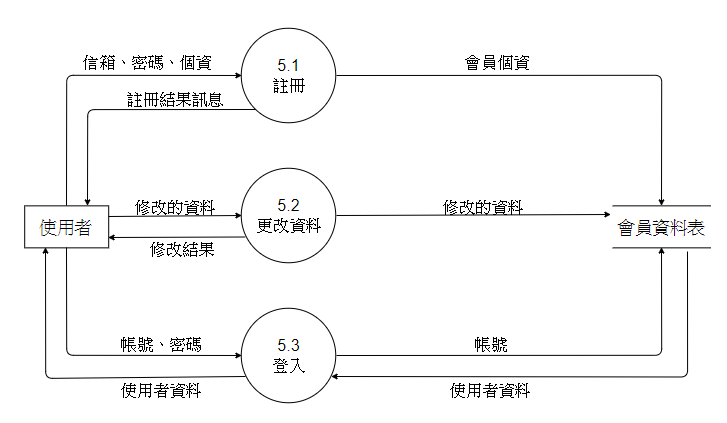 信箱、密碼、個資
5.1
註冊
會員個資
註冊結果訊息
修改的資料
5.2
更改資料
修改的資料
使用者
會員資料表
修改結果
帳號、密碼
5.3
登入
帳號
使用者資料
使用者資料